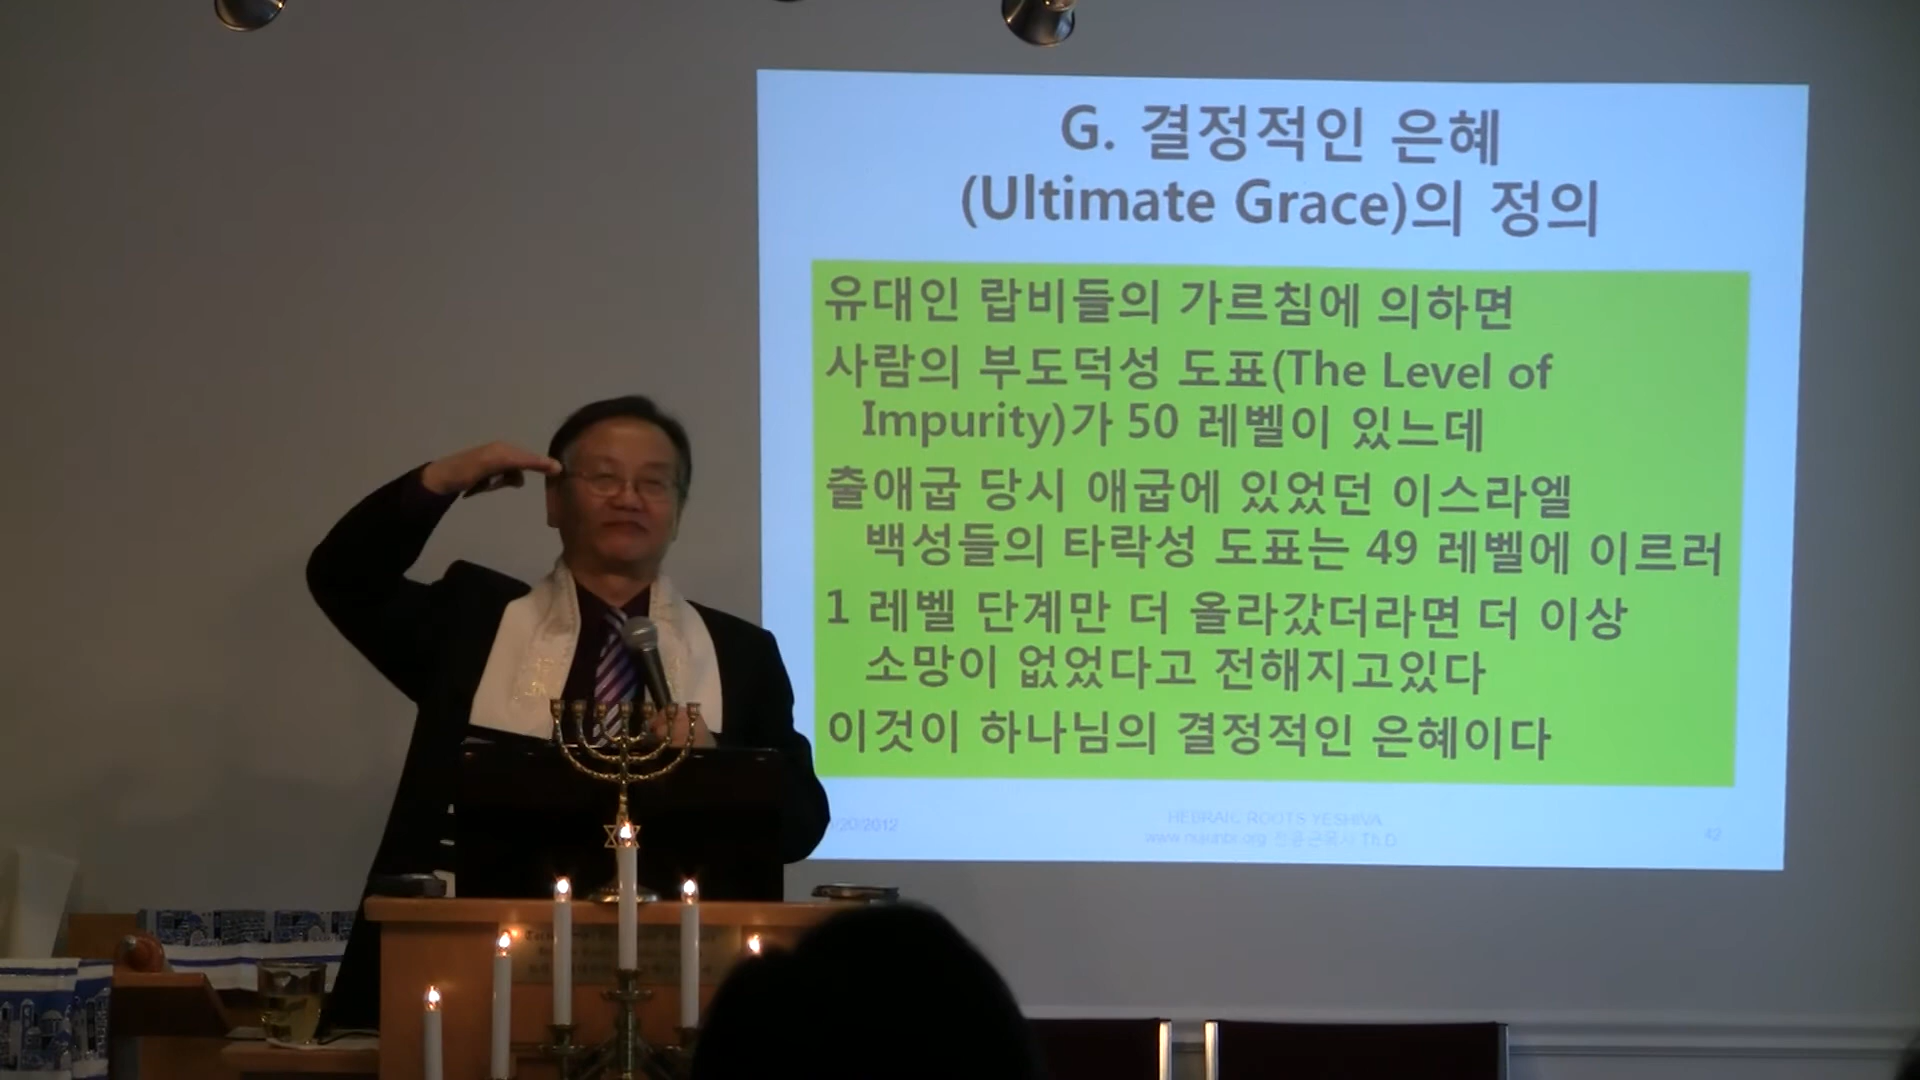 G. 결정적인 은혜
(Ultimate Grace)의 정의
유대인 랍비들의 가르침에 의하면
사람의 부도덕성 도표(The Level of
Impurity)가 50 레벨이 있느데
출애굽 당시 애굽에 있었던 이스라엘
백성들의 타락성 도표는 49 레벨에 이르러
1 레벨 단계만 더 올라갔더라면 더 이상
소망이 없었다고 전해지고있다
이것이 하나님의 결정적인 은혜이다
/20/2012
ROOTS YESHIVA
Th.D
42